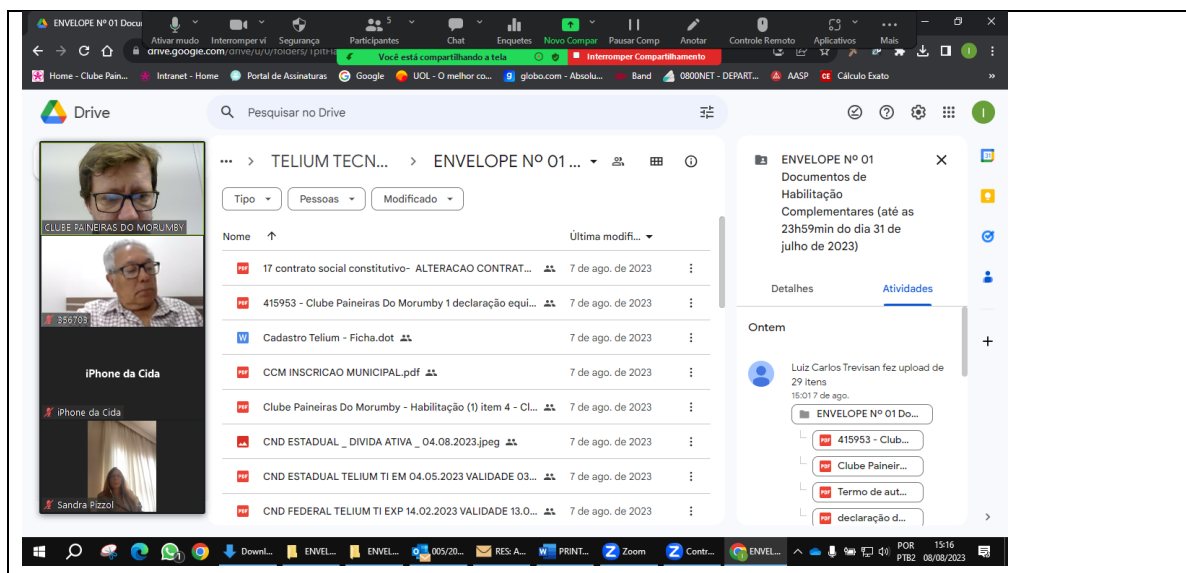 ENVELOPE Nº 01 Docu
Ativar mudo
Interromper ví
Segurança
5
Participantes
Chat
Enquetes
Novo Compar
Pausar Comp
Anotar
Controle Remoto
Aplicativos
Mais
Você está compartilhando a tela
Interromper Compartilhamento
Home - Clube Pain...
Intranet - Home
Portal de Assinaturas
Google
UOL - O melhor co...
globo.com - Absolu...
Band
0800NET - DEPART...
AASP
Cálculo Exato
»
Drive
Pesquisar no Drive
I
CLUBE PAINEIRAS DO MORUMBY
356703
iPhone da Cida
iPhone da Cida
Sandra Pizzol
... > TELIUM TECN... > ENVELOPE Nº 01 ...
Tipo
Pessoas
Modificado
Nome
Última modifi...
17 contrato social constitutivo- ALTERACAO CONTRAT... 7 de ago. de 2023
415953 - Clube Paineiras Do Morumby 1 declaração equi... 7 de ago. de 2023
Cadastro Telium - Ficha.dot 7 de ago. de 2023
CCM INSCRICAO MUNICIPAL.pdf 7 de ago. de 2023
Clube Paineiras Do Morumby - Habilitação (1) item 4 - Cl... 7 de ago. de 2023
CND ESTADUAL _ DIVIDA ATIVA _ 04.08.2023.jpeg 7 de ago. de 2023
CND ESTADUAL TELIUM TI EM 04.05.2023 VALIDADE 03... 7 de ago. de 2023
CND FEDERAL TELIUM TI EXP 14.02.2023 VALIDADE 13.0... 7 de ago. de 2023
ENVELOPE Nº 01
Documentos de
Habilitação
Complementares (até as
23h59min do dia 31 de
julho de 2023)
Detalhes
Atividades
Ontem
Luiz Carlos Trevisan fez upload de
29 itens
15:01 7 de ago.
ENVELOPE Nº 01 Do...
415953 - Club...
Clube Paineir...
Termo de aut...
declaração d...
Downl...
ENVEL...
ENVEL...
005/20...
RES: A...
PRINT...
Zoom
Contr...
ENVEL...
POR
PTB2
15:16
08/08/2023